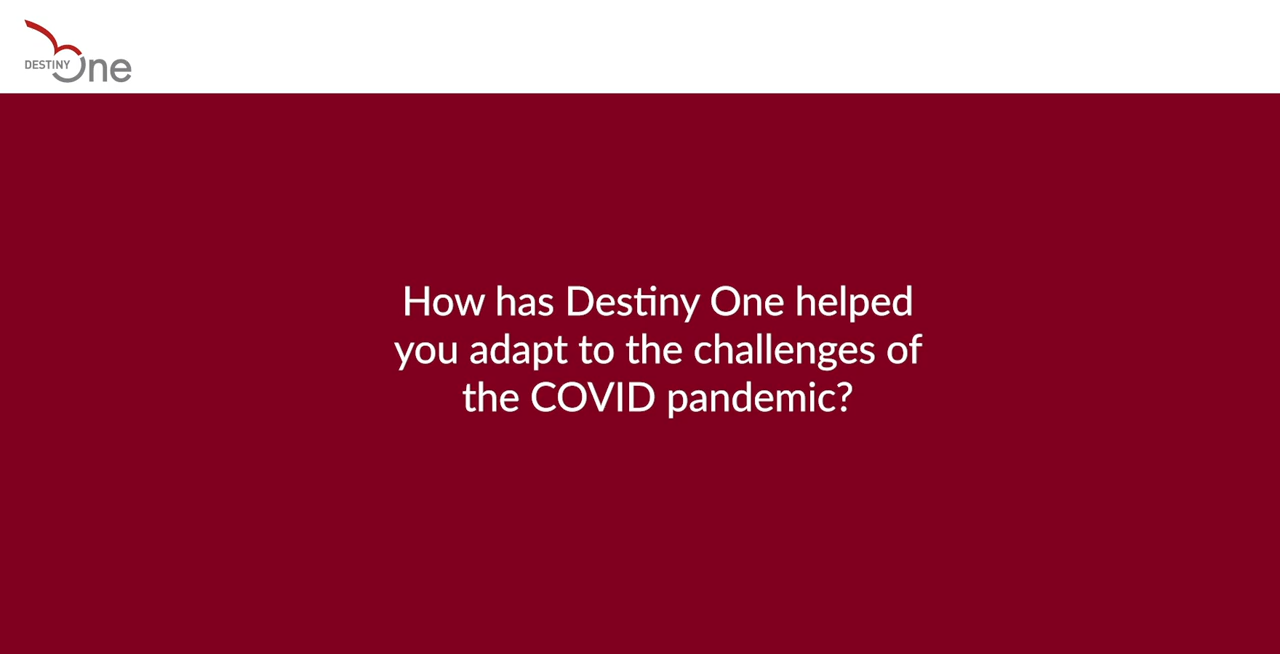 DESTINY One
How has Destiny One helped
you adapt to the challenges of
the COVID pandemic?